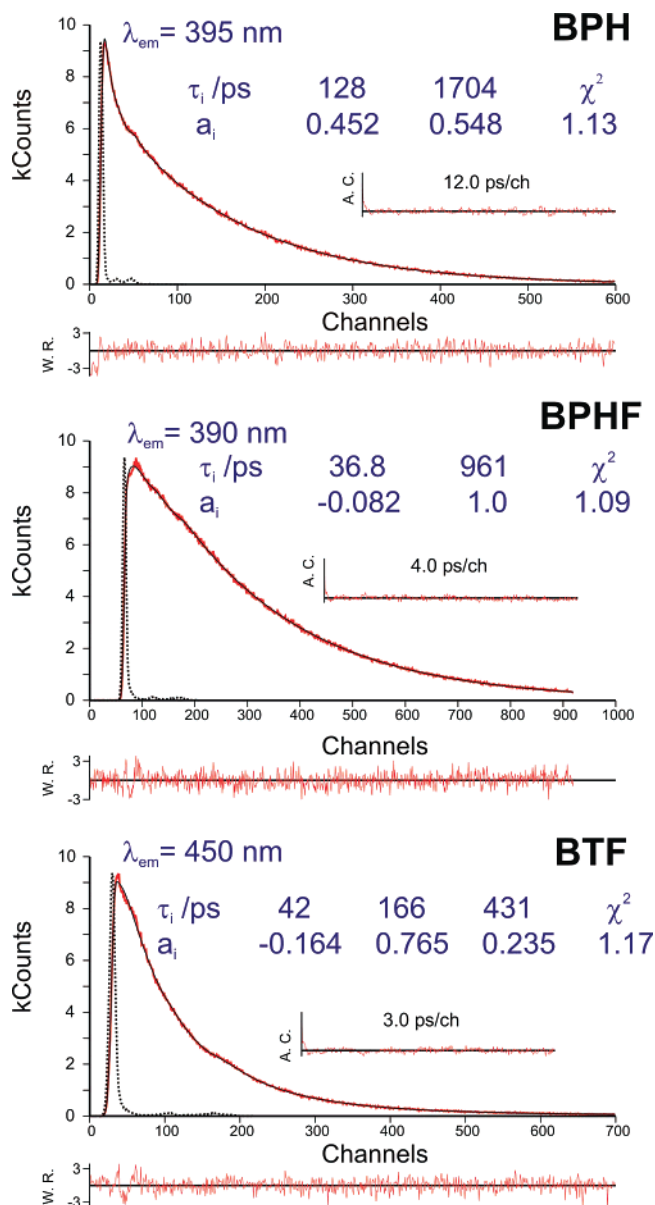 BPH
λem= 395 nm
τi /ps 128 1704 χ²
ai 0.452 0.548 1.13
kCounts
10
8
6
4
2
0
A. C.
12.0 ps/ch
0 100 200 300 400 500 600
Channels
W. R.
3
-3
BPHF
λem= 390 nm
τi /ps 36.8 961 χ²
ai -0.082 1.0 1.09
kCounts
10
8
6
4
2
0
A. C.
4.0 ps/ch
0 100 200 300 400 500 600 700 800 900 1000
Channels
W. R.
3
-3
BTF
λem= 450 nm
τi /ps 42 166 431 χ²
ai -0.164 0.765 0.235 1.17
kCounts
10
8
6
4
2
0
A. C.
3.0 ps/ch
0 100 200 300 400 500 600 700
Channels
W. R.
3
-3